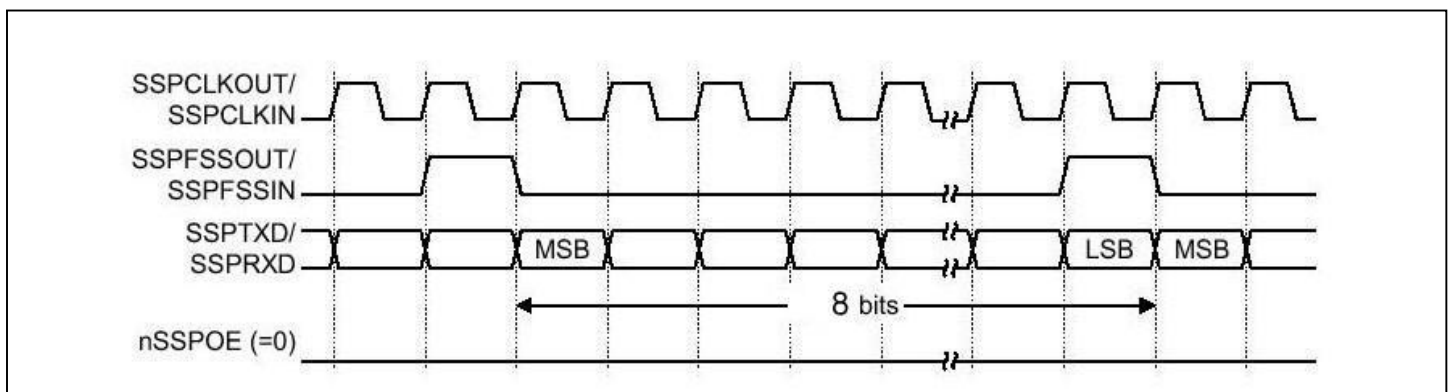 SSPCLKOUT/
SSPCLKIN
SSPFSSOUT/
SSPFSSIN
SSPTXD/
SSPRXD
MSB
LSB
MSB
8 bits
nSSPOE (=0)